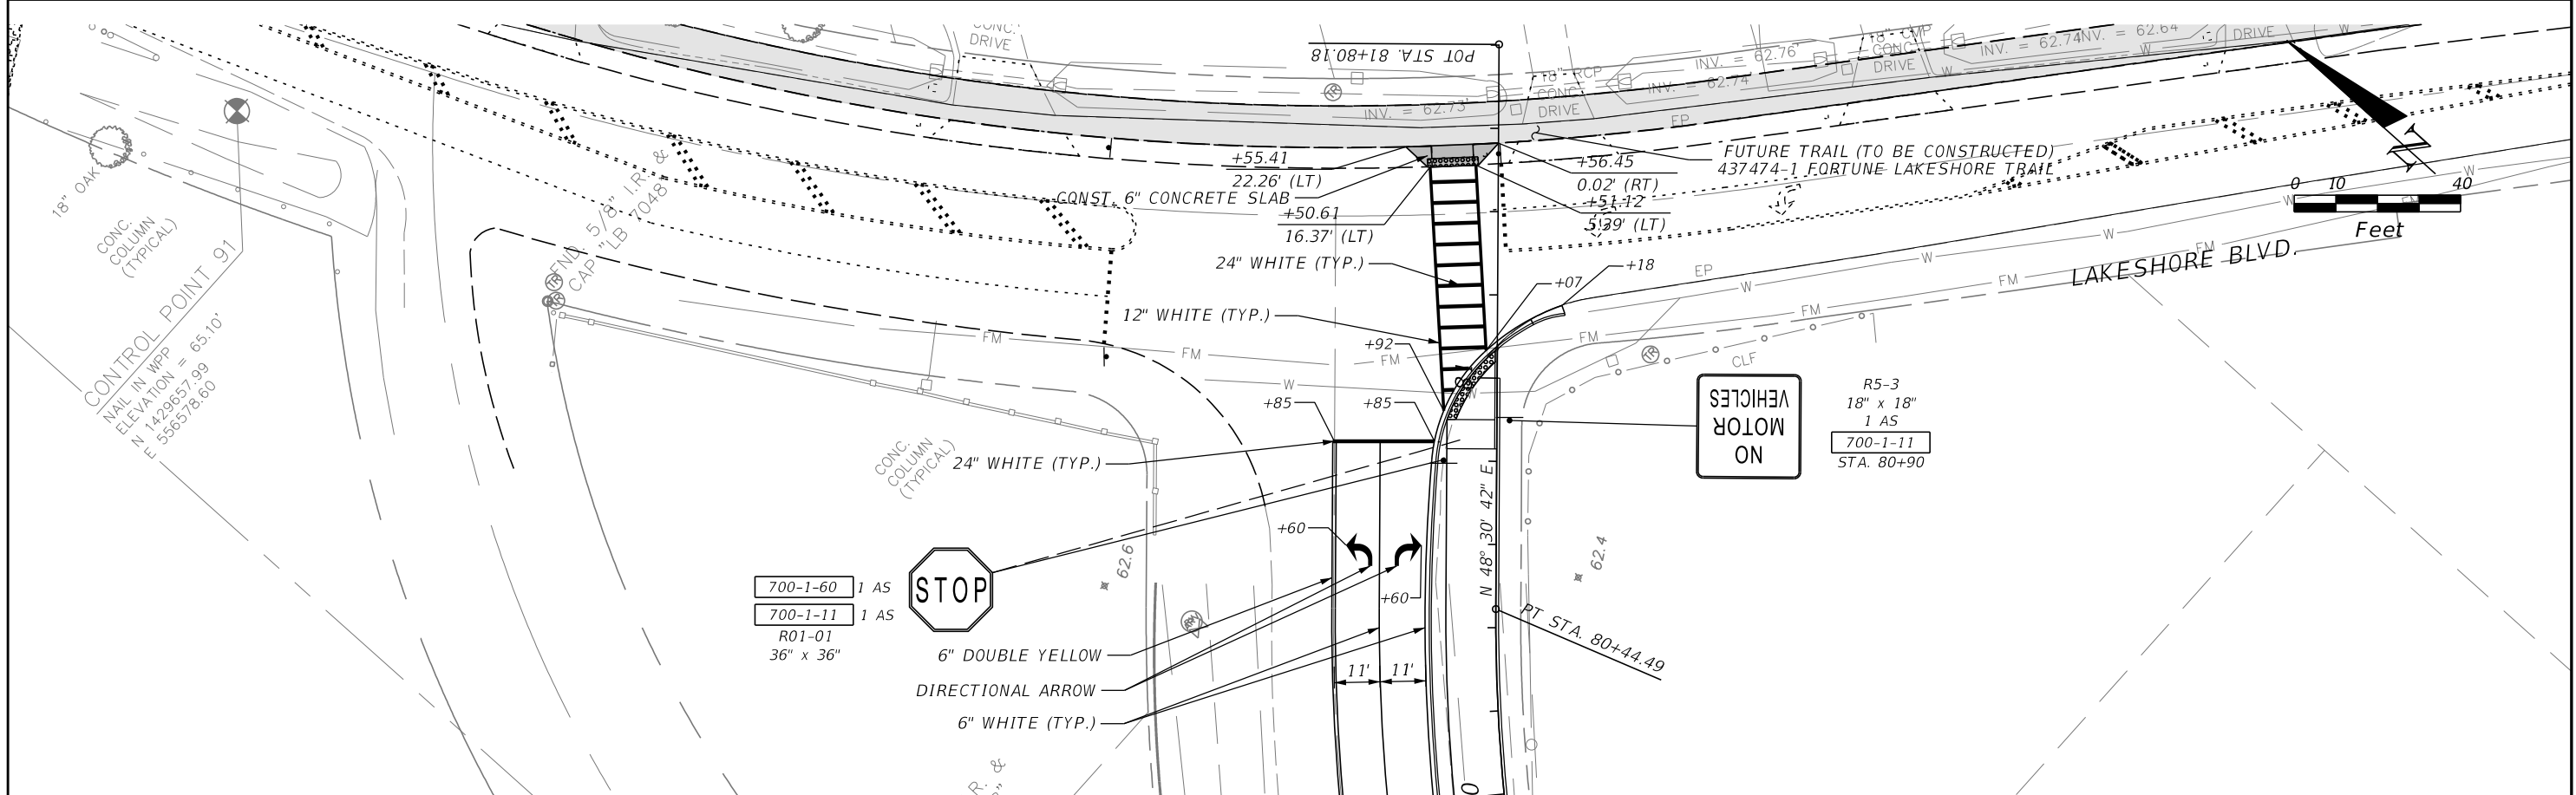 CONC.
DRIVE
POT STA. 81+80.18
18" RCP
CONC.
DRIVE
INV. = 62.76'
INV. = 62.74'
INV. = 62.73'
18" CMP
CONC.
DRIVE
INV. = 62.74'
INV. = 62.64'
DRIVE
W
W
EP
18" OAK
CONC.
COLUMN
(TYPICAL)
CONTROL POINT 91
NAIL IN WPP
ELEVATION = 65.10'
N 1429657.99
E 556578.60
FND. 5/8" I.R. &
CAP "LB 7048"
+55.41
22.26' (LT)
CONST. 6" CONCRETE SLAB
+50.61
16.37' (LT)
+56.45
0.02' (RT)
+51.12
5.39' (LT)
FUTURE TRAIL (TO BE CONSTRUCTED)
437474-1 FORTUNE LAKESHORE TRAIL
N
0 10 40
Feet
24" WHITE (TYP.)
12" WHITE (TYP.)
+18
+07
+92
+85
+85
EP
W
W
W
W
FM
FM
FM
FM
LAKESHORE BLVD.
FM
FM
FM
W
W
TR
TR
TR
CLF
NO
MOTOR
VEHICLES
R5-3
18" x 18"
1 AS
700-1-11
STA. 80+90
CONC.
COLUMN
(TYPICAL)
24" WHITE (TYP.)
+60
+60
N 48° 30' 42" E
62.6
62.4
700-1-60 1 AS
700-1-11 1 AS
R01-01
36" x 36"
STOP
6" DOUBLE YELLOW
DIRECTIONAL ARROW
6" WHITE (TYP.)
11' 11'
PT STA. 80+44.49
R. &
0